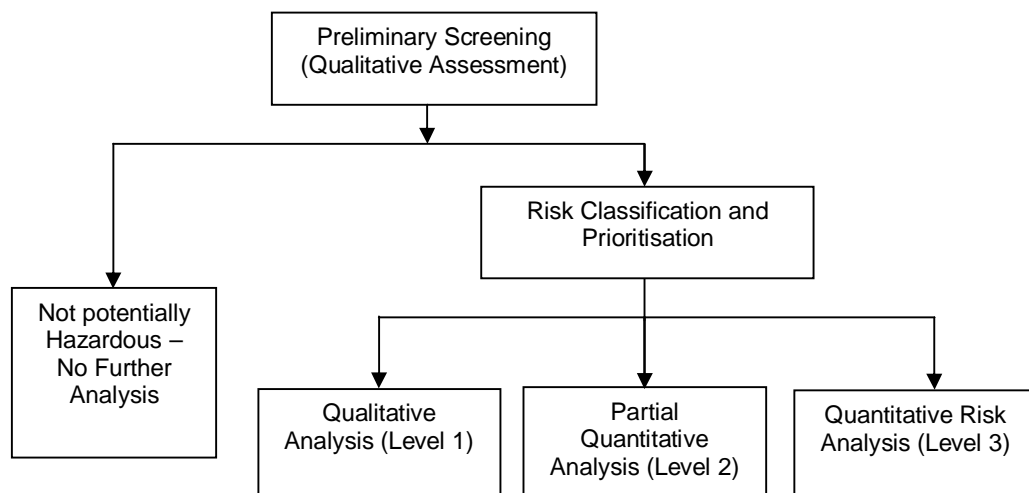 Preliminary Screening
(Qualitative Assessment)
Risk Classification and
Prioritisation
Not potentially
Hazardous –
No Further
Analysis
Qualitative
Analysis (Level 1)
Partial
Quantitative
Analysis (Level 2)
Quantitative Risk
Analysis (Level 3)